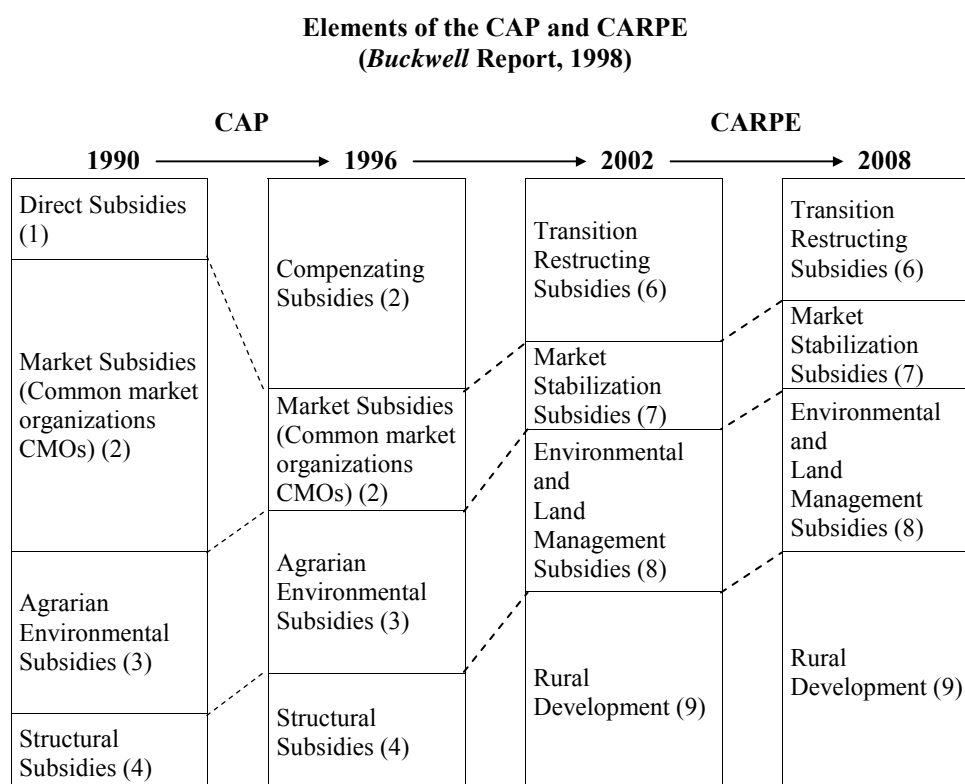 Elements of the CAP and CARPE
(Buckwell Report, 1998)
CAP
CARPE
1990
1996
2002
2008
Direct Subsidies
(1)
Market Subsidies
(Common market
organizations
CMOs) (2)
Agrarian
Environmental
Subsidies (3)
Structural
Subsidies (4)
Compenzating
Subsidies (2)
Market Subsidies
(Common market
organizations
CMOs) (2)
Agrarian
Environmental
Subsidies (3)
Structural
Subsidies (4)
Transition
Restructing
Subsidies (6)
Market
Stabilization
Subsidies (7)
Environmental
and
Land
Management
Subsidies (8)
Rural
Development (9)
Transition
Restructing
Subsidies (6)
Market
Stabilization
Subsidies (7)
Environmental
and
Land
Management
Subsidies (8)
Rural
Development (9)